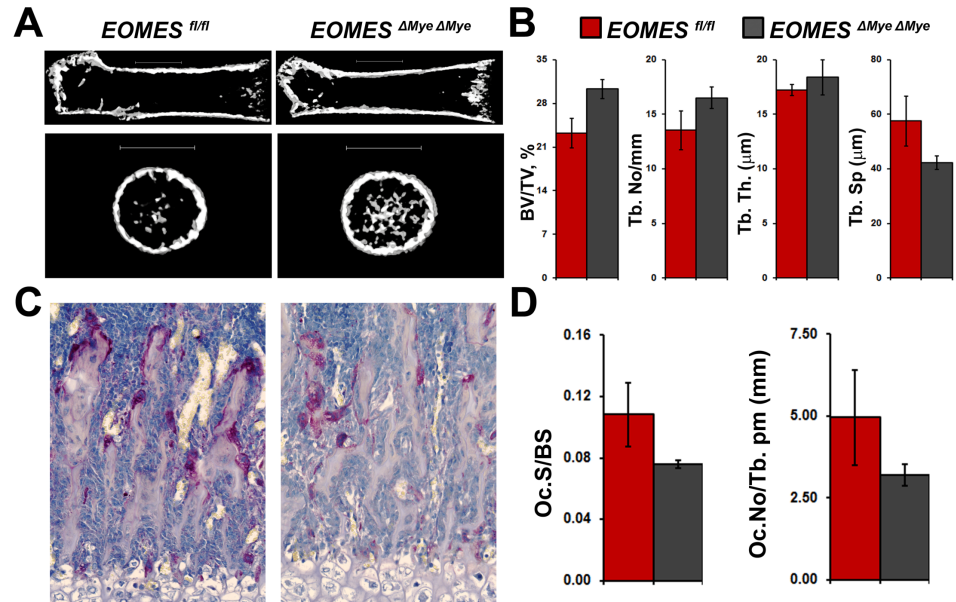 A
EOMES fl/fl
EOMES ΔMye ΔMye
B
EOMES fl/fl
EOMES ΔMye ΔMye
BV/TV, %
35
28
21
14
7
0
Tb. No/mm
20
15
10
5
0
Tb. Th. (μm)
20
15
10
5
0
Tb. Sp (μm)
80
60
40
20
0
C
D
Oc.S/BS
0.16
0.12
0.08
0.04
0.00
Oc.No/Tb. pm (mm)
7.50
5.00
2.50
0.00